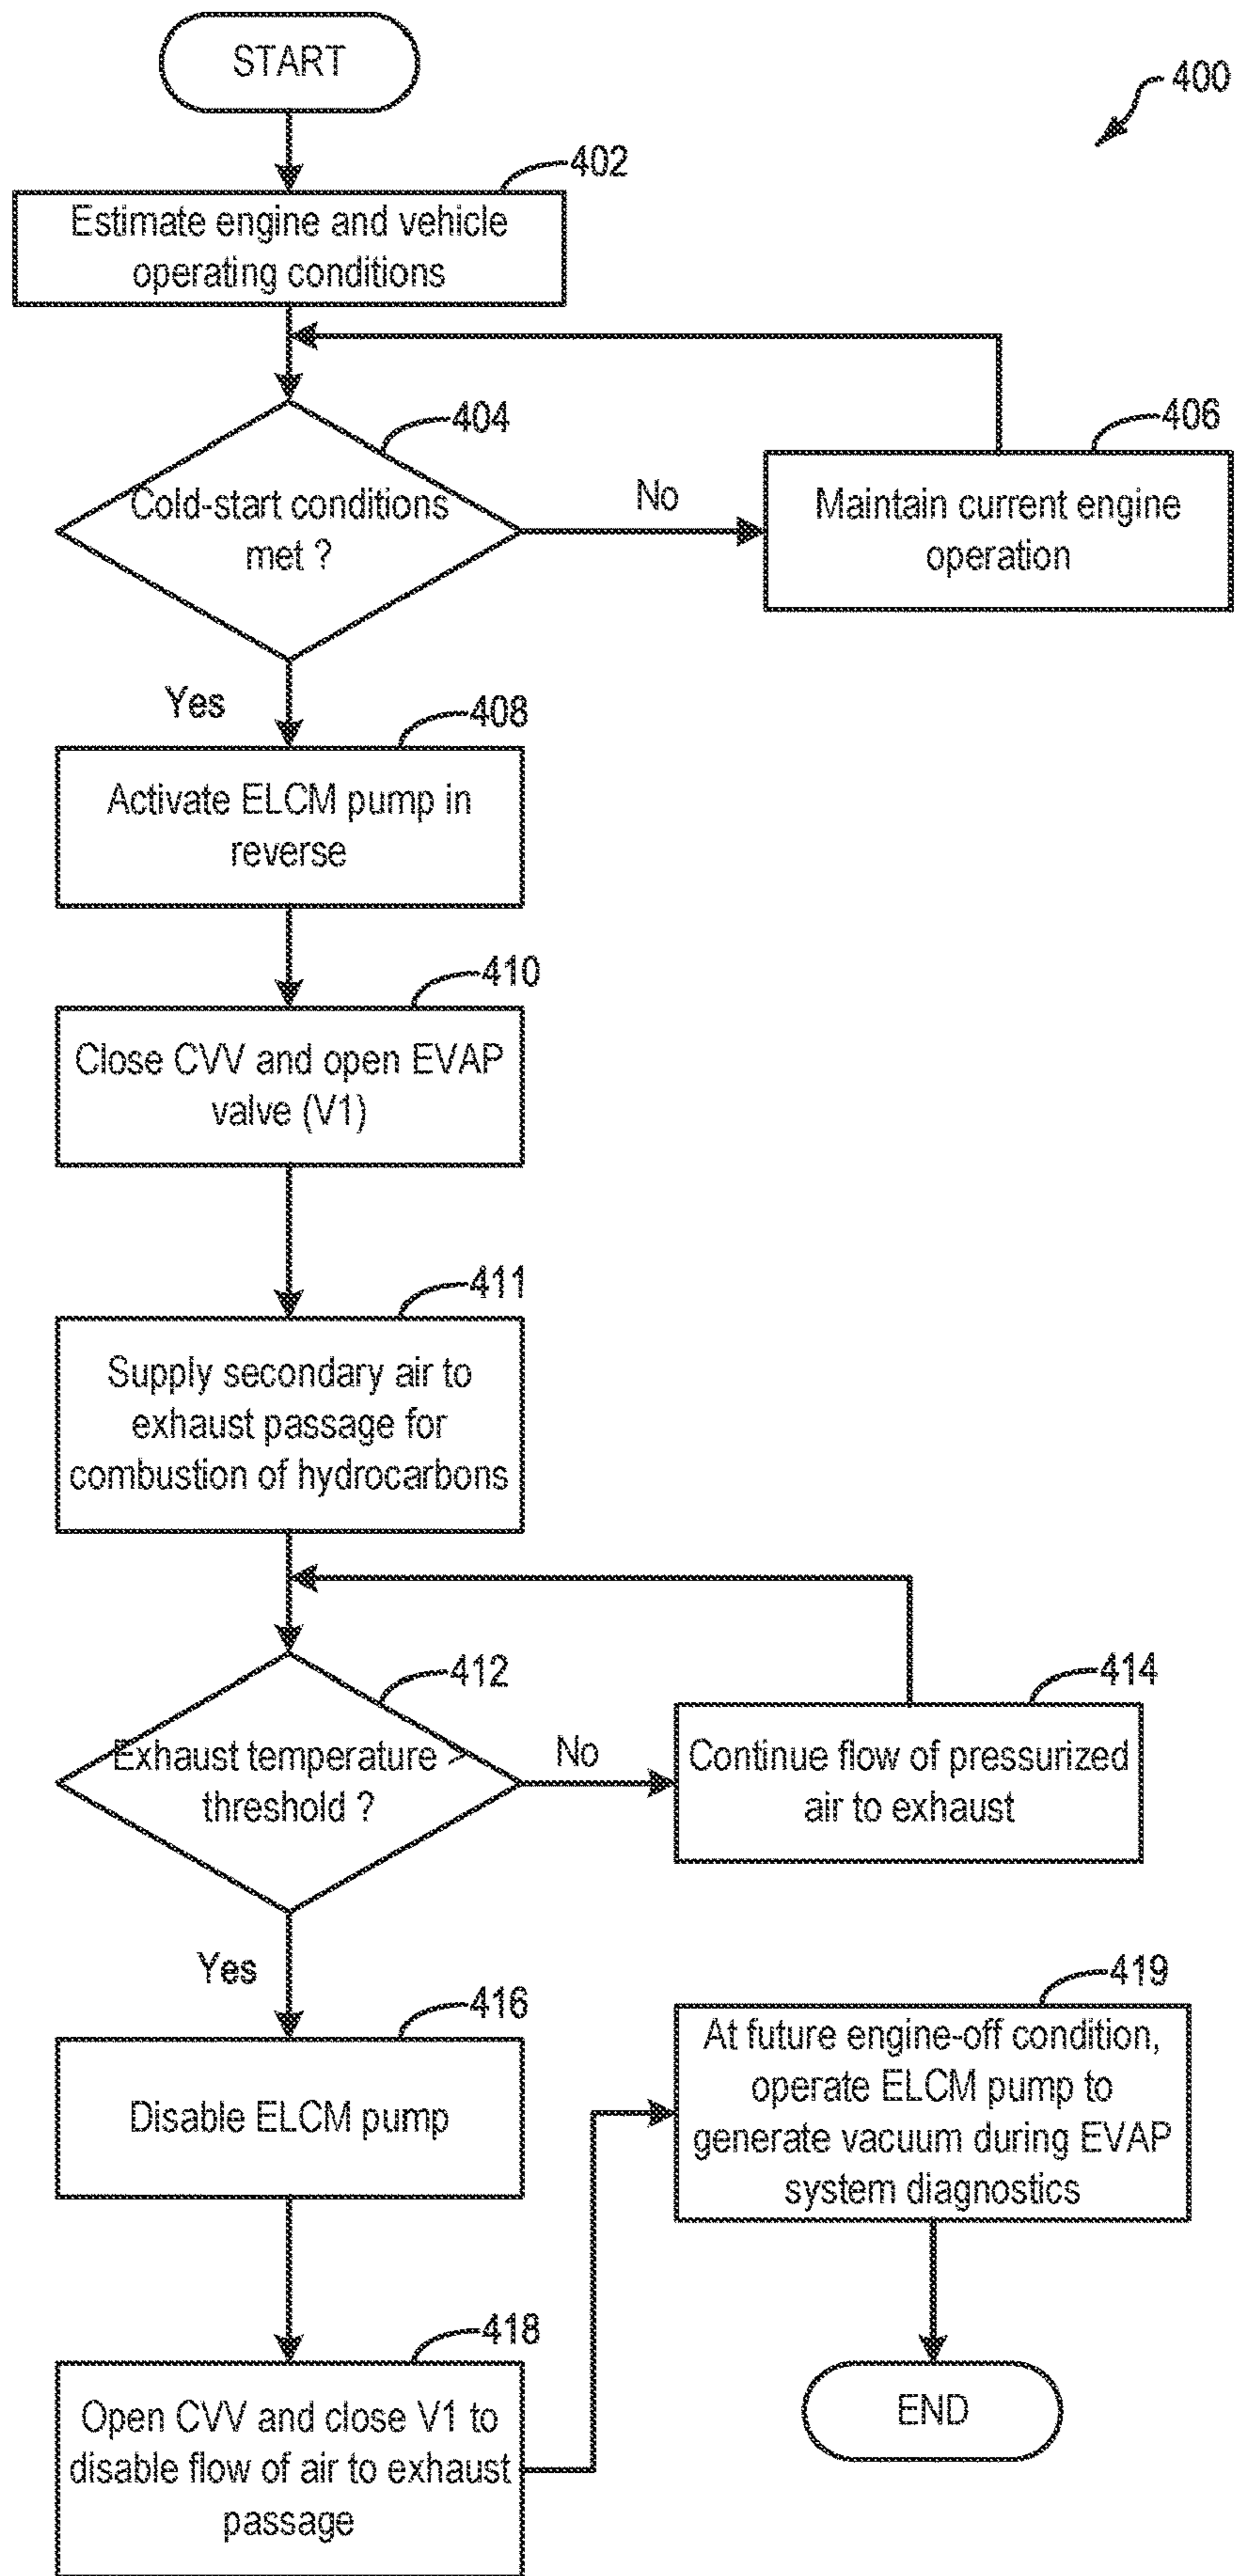 START
400
402
Estimate engine and vehicle
operating conditions
404
Cold-start conditions
met ?
No
406
Maintain current engine
operation
Yes
408
Activate ELCM pump in
reverse
410
Close CVV and open EVAP
valve (V1)
411
Supply secondary air to
exhaust passage for
combustion of hydrocarbons
412
Exhaust temperature >
threshold ?
No
414
Continue flow of pressurized
air to exhaust
Yes
416
Disable ELCM pump
418
Open CVV and close V1 to
disable flow of air to exhaust
passage
419
At future engine-off condition,
operate ELCM pump to
generate vacuum during EVAP
system diagnostics
END